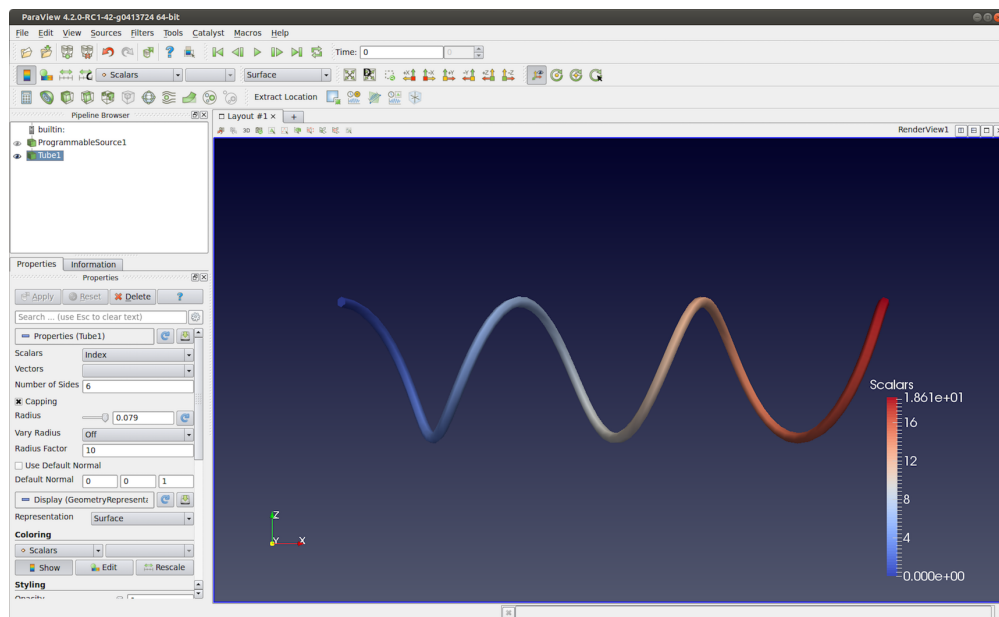 ParaView 4.2.0-RC1-42-g0413724 64-bit
File Edit View Sources Filters Tools Catalyst Macros Help
Time: 0 0
Scalars Surface
Extract Location
Pipeline Browser
Layout #1
RenderView1
builtin:
ProgrammableSource1
Tube1
Properties Information
Properties
Apply Reset Delete ?
Search ... (use Esc to clear text)
Properties (Tube1)
Scalars Index
Vectors
Number of Sides 6
Capping
Radius 0.079
Vary Radius Off
Radius Factor 10
Use Default Normal
Default Normal 0 0 1
Display (GeometryRepresenta
Representation Surface
Coloring
Scalars
Show Edit Rescale
Styling
Scalars
1.861e+01
16
12
8
4
0.000e+00
Z
Y X